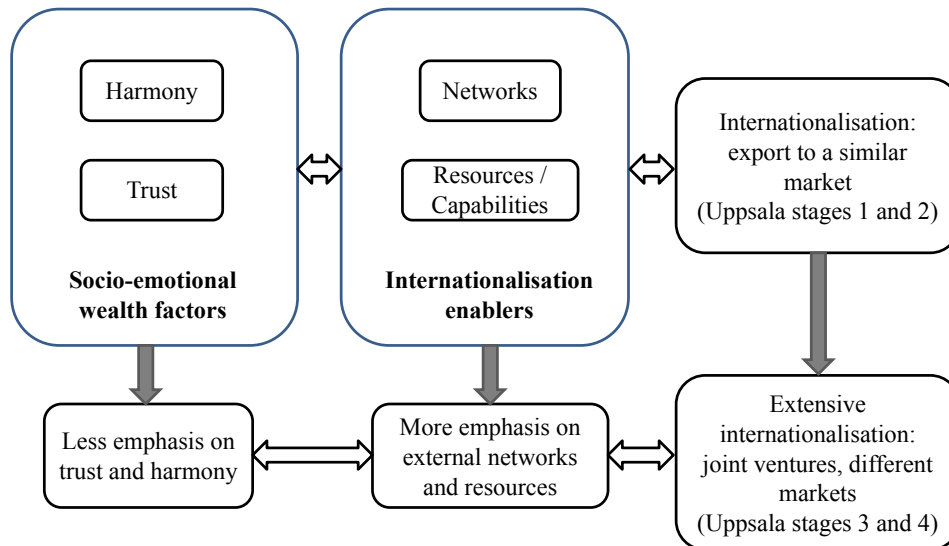 Harmony
Trust
Socio-emotional
wealth factors
Networks
Resources /
Capabilities
Internationalisation
enablers
Internationalisation:
export to a similar
market
(Uppsala stages 1 and 2)
Less emphasis on
trust and harmony
More emphasis on
external networks
and resources
Extensive
internationalisation:
joint ventures, different
markets
(Uppsala stages 3 and 4)